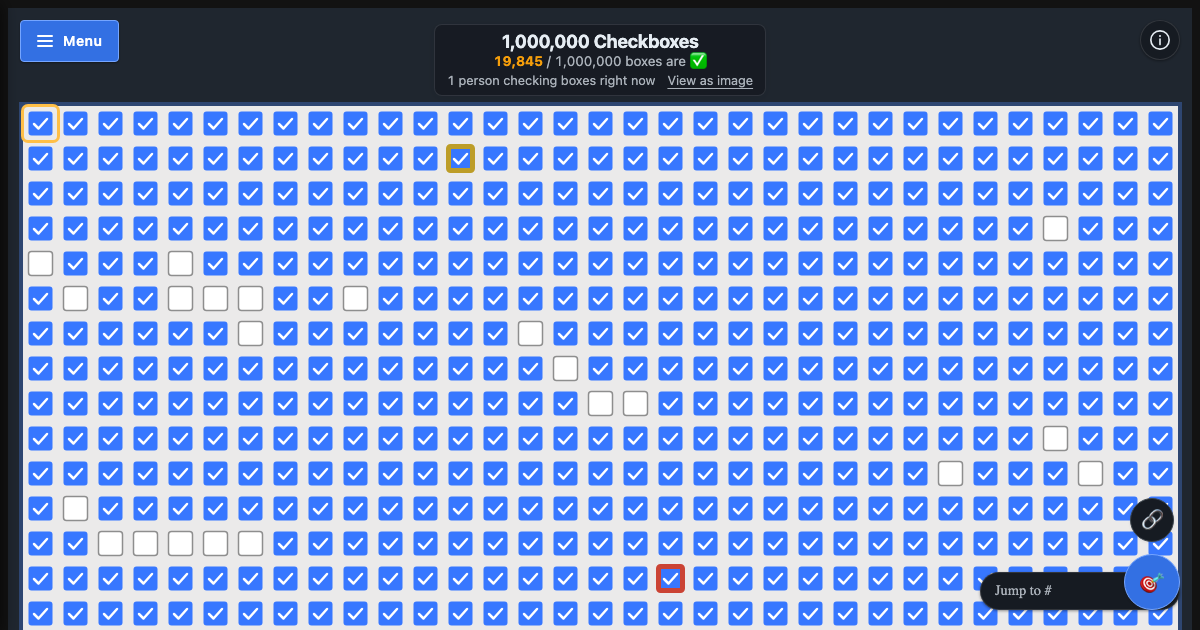 Menu
1,000,000 Checkboxes
19,845 / 1,000,000 boxes are ✅
1 person checking boxes right now View as image
Jump to #